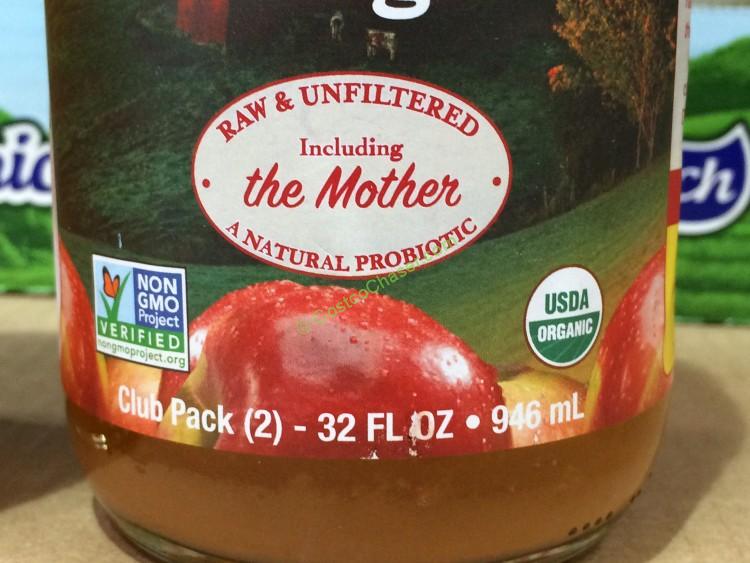 RAW & UNFILTERED
Including
the Mother
A NATURAL PROBIOTIC
NON
GMO
Project
VERIFIED
nongmoproject.org
USDA
ORGANIC
Club Pack (2) - 32 FL OZ • 946 mL